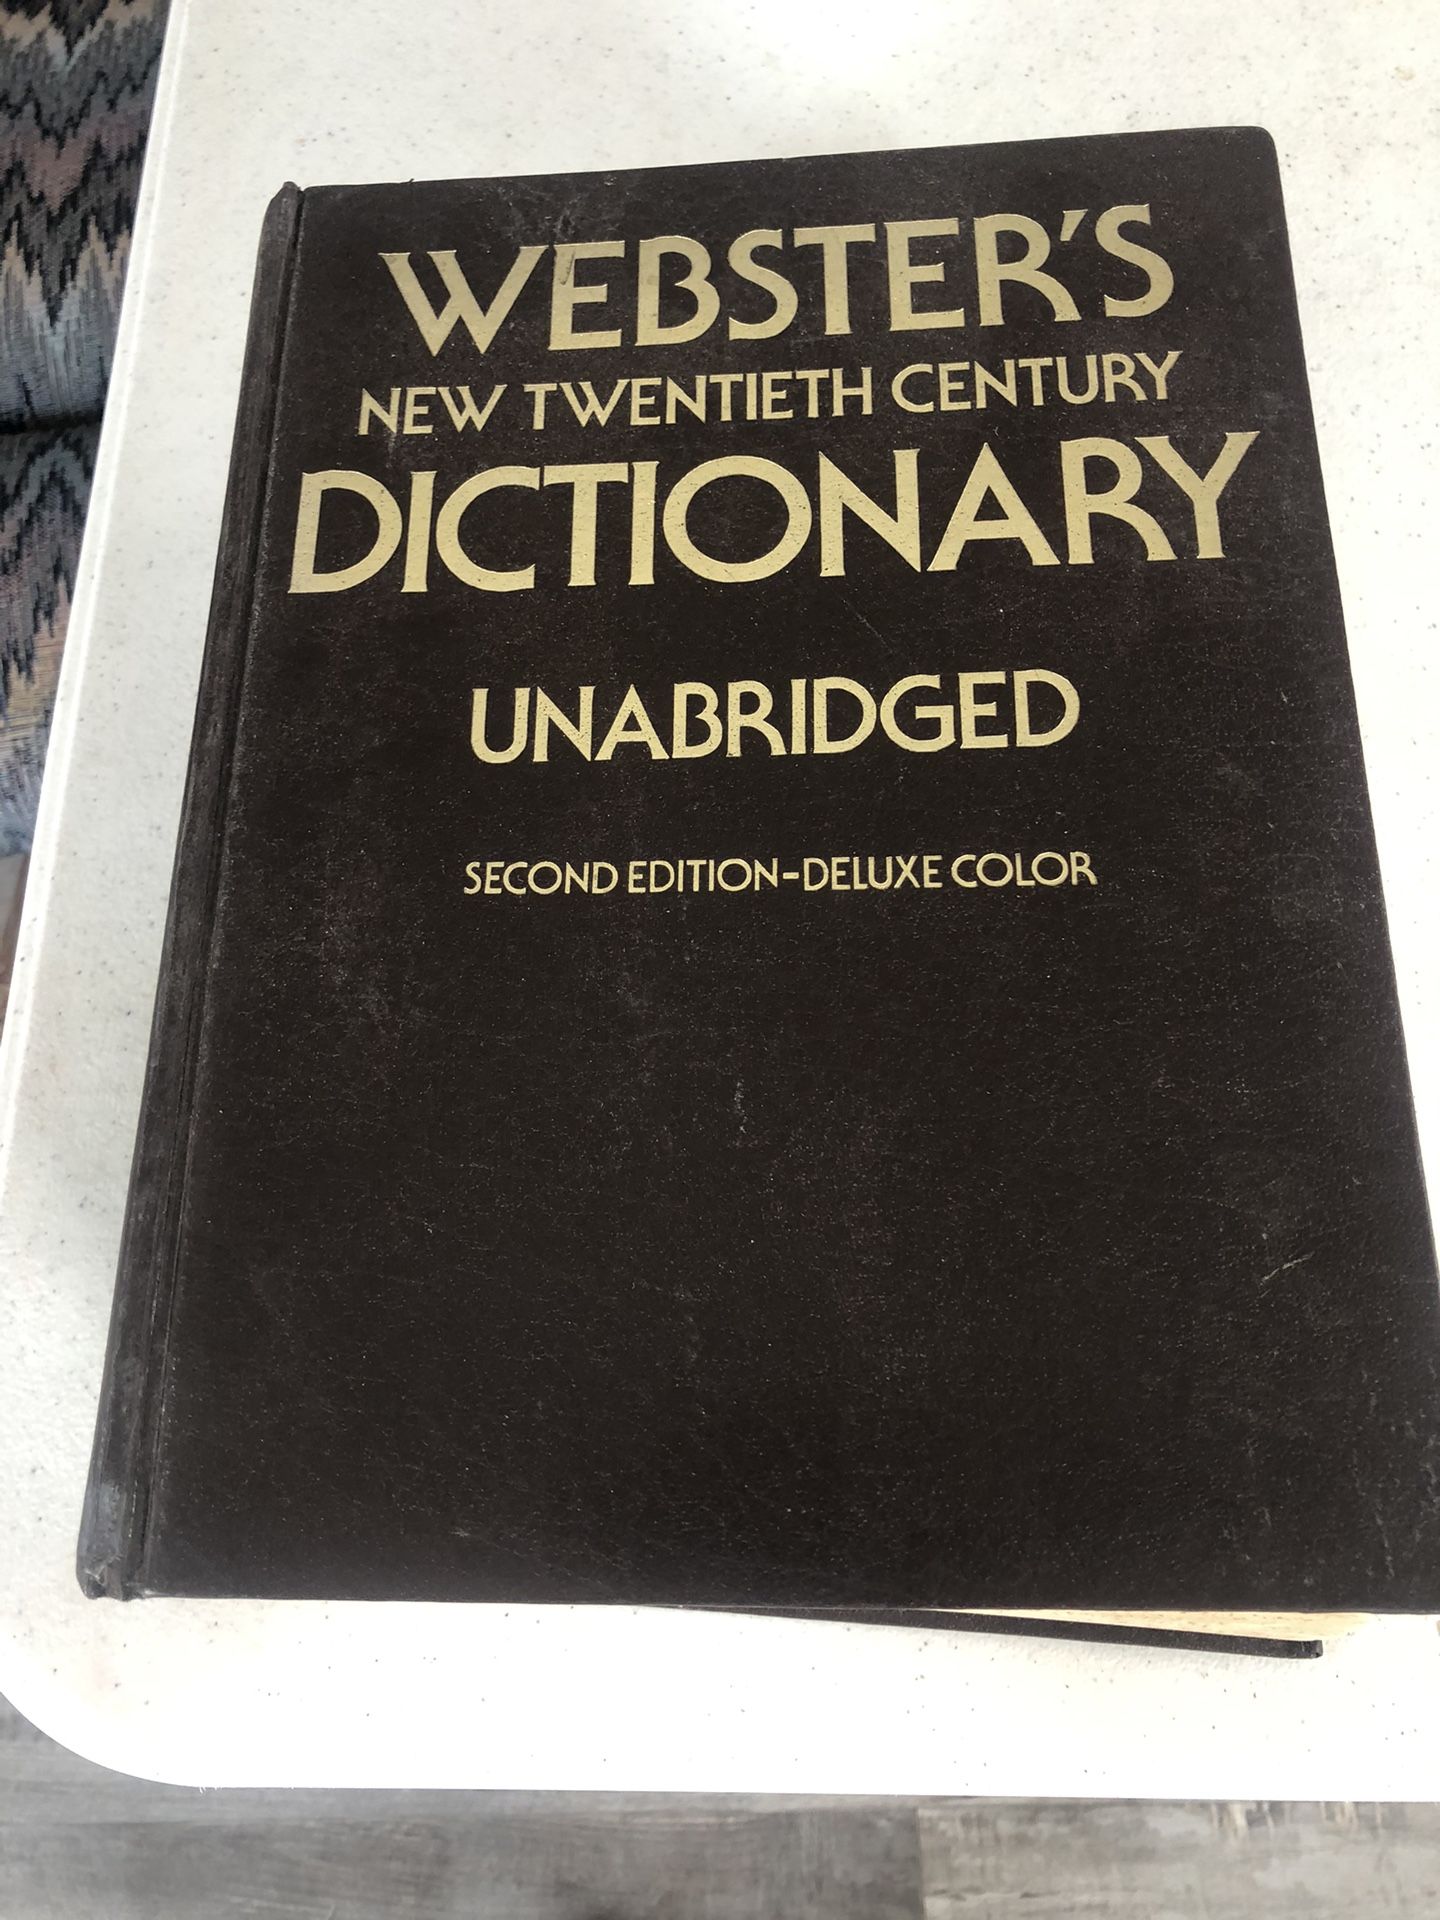 WEBSTER'S
NEW TWENTIETH CENTURY
DICTIONARY
UNABRIDGED
SECOND EDITION–DELUXE COLOR